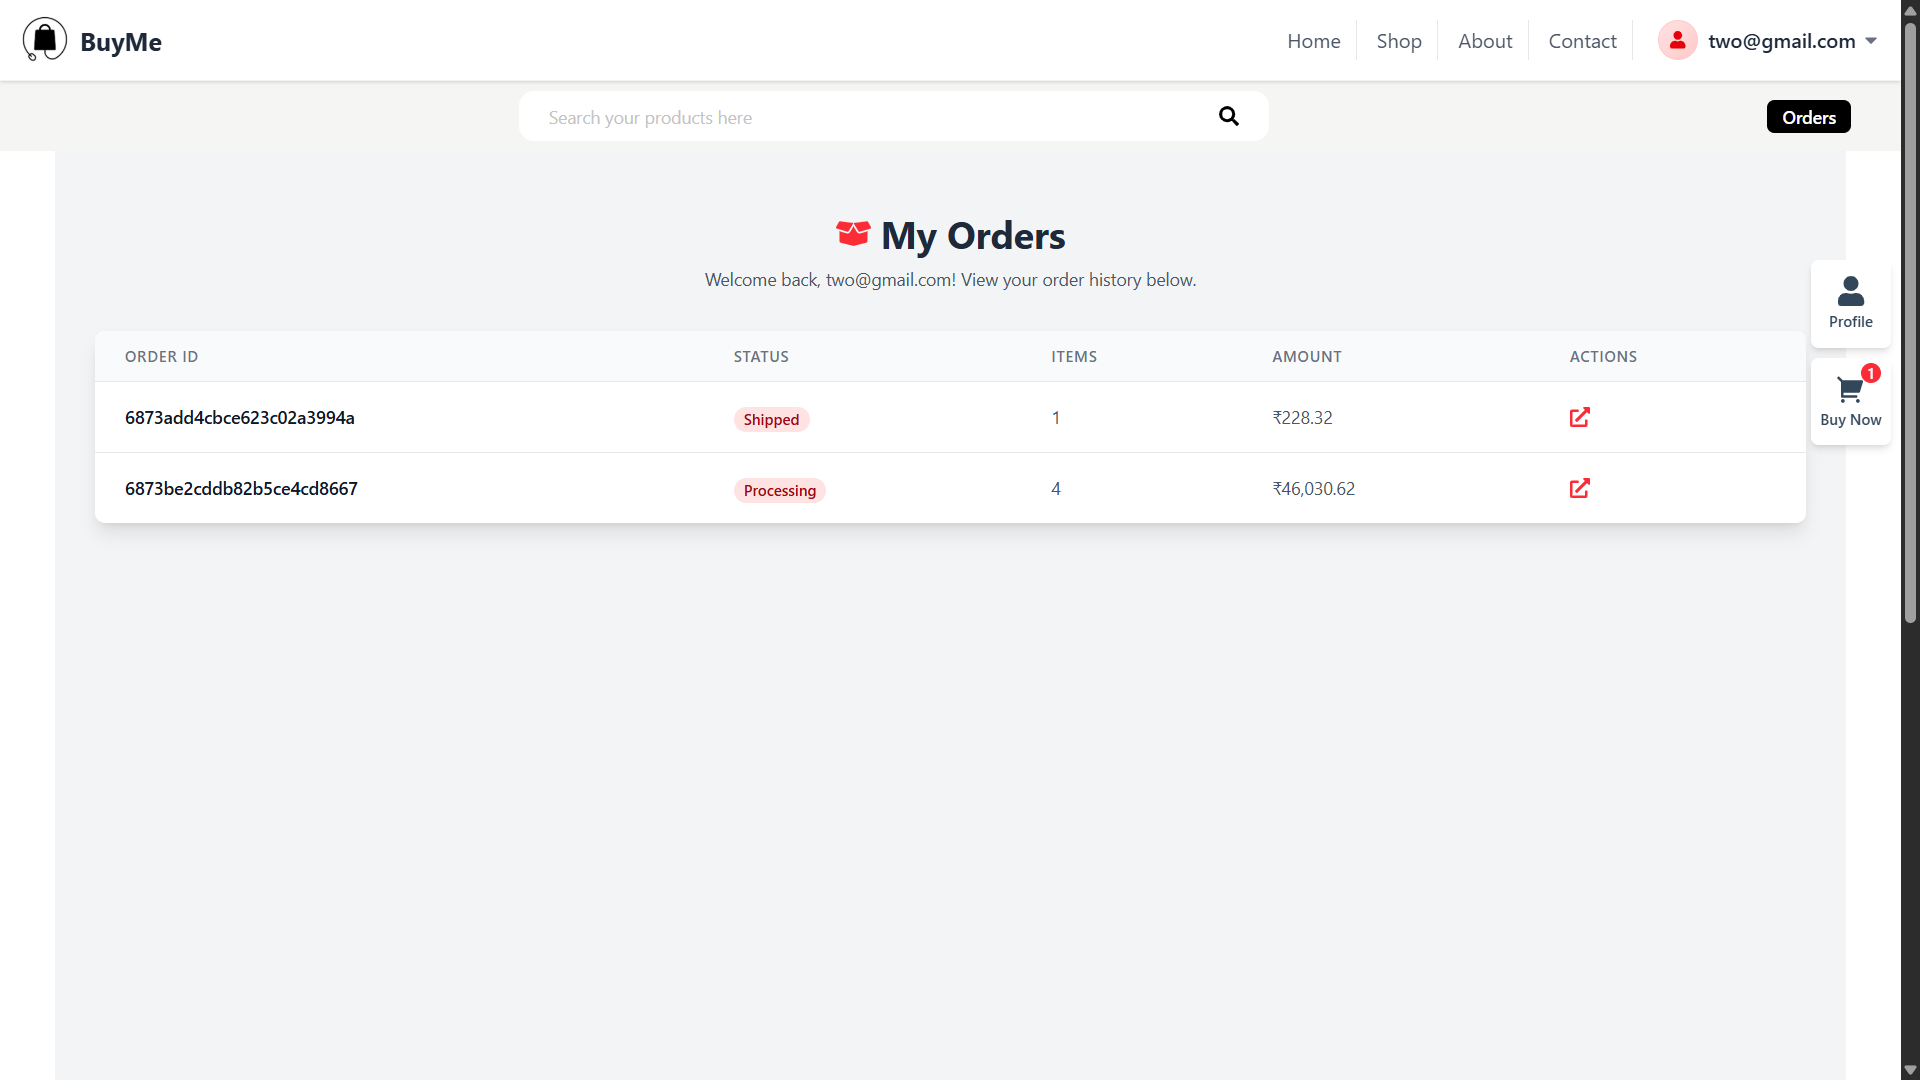 BuyMe
Home
Shop
About
Contact
two@gmail.com
Search your products here
Orders
My Orders
Welcome back, two@gmail.com! View your order history below.
Profile
1
Buy Now
ORDER ID STATUS ITEMS AMOUNT ACTIONS
6873add4cbce623c02a3994a Shipped 1 ₹228.32
6873be2cddb82b5ce4cd8667 Processing 4 ₹46,030.62